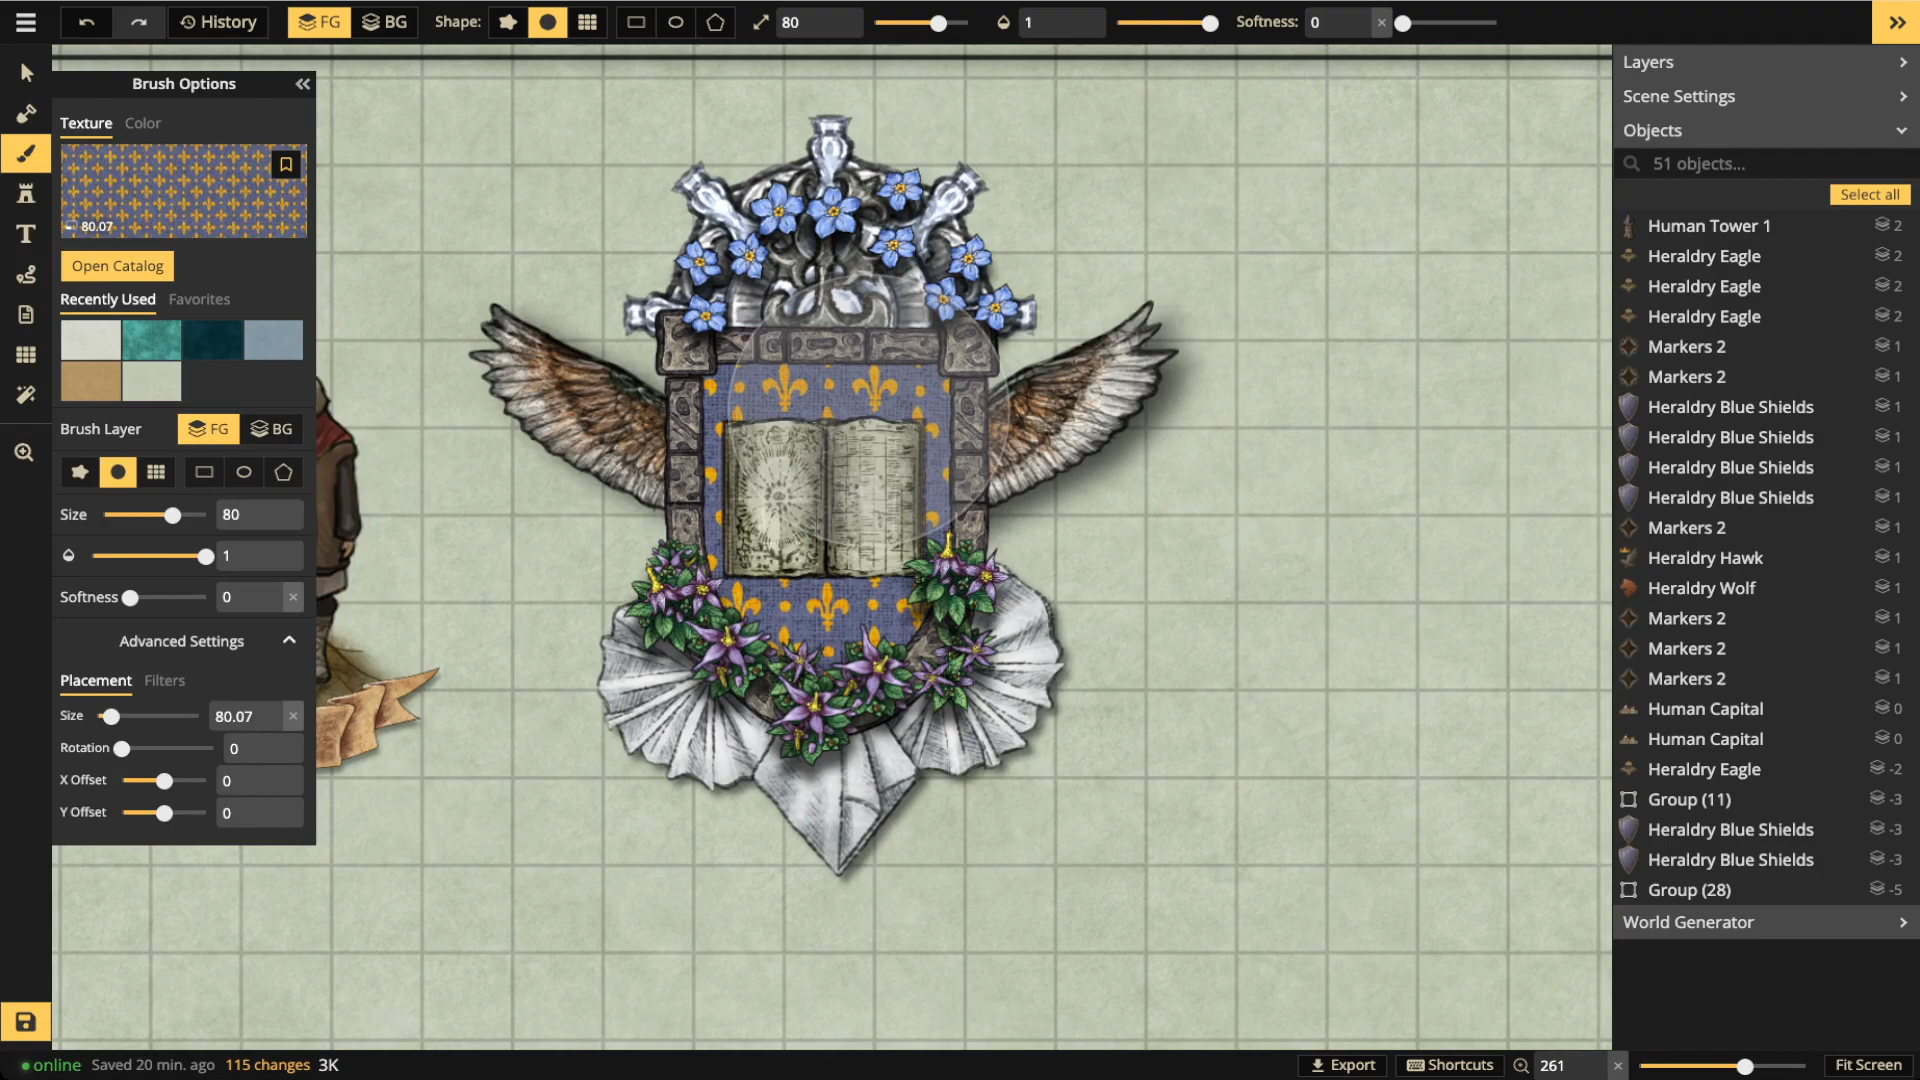 History FG BG Shape: 80 1 Softness: 0
Brush Options
Texture Color
80.07
Open Catalog
Recently Used Favorites
Brush Layer FG BG
Size 80
1
Softness 0
Advanced Settings
Placement Filters
Size 80.07
Rotation 0
X Offset 0
Y Offset 0
Layers
Scene Settings
Objects
51 objects...
Select all
Human Tower 1 2
Heraldry Eagle 2
Heraldry Eagle 2
Heraldry Eagle 2
Markers 2 1
Markers 2 1
Heraldry Blue Shields 1
Heraldry Blue Shields 1
Heraldry Blue Shields 1
Heraldry Blue Shields 1
Markers 2 1
Heraldry Hawk 1
Heraldry Wolf 1
Markers 2 1
Markers 2 1
Markers 2 1
Human Capital 0
Human Capital 0
Heraldry Eagle -2
Group (11) -3
Heraldry Blue Shields -3
Heraldry Blue Shields -3
Group (28) -5
World Generator
online Saved 20 min. ago 115 changes 3K Export Shortcuts 261 Fit Screen